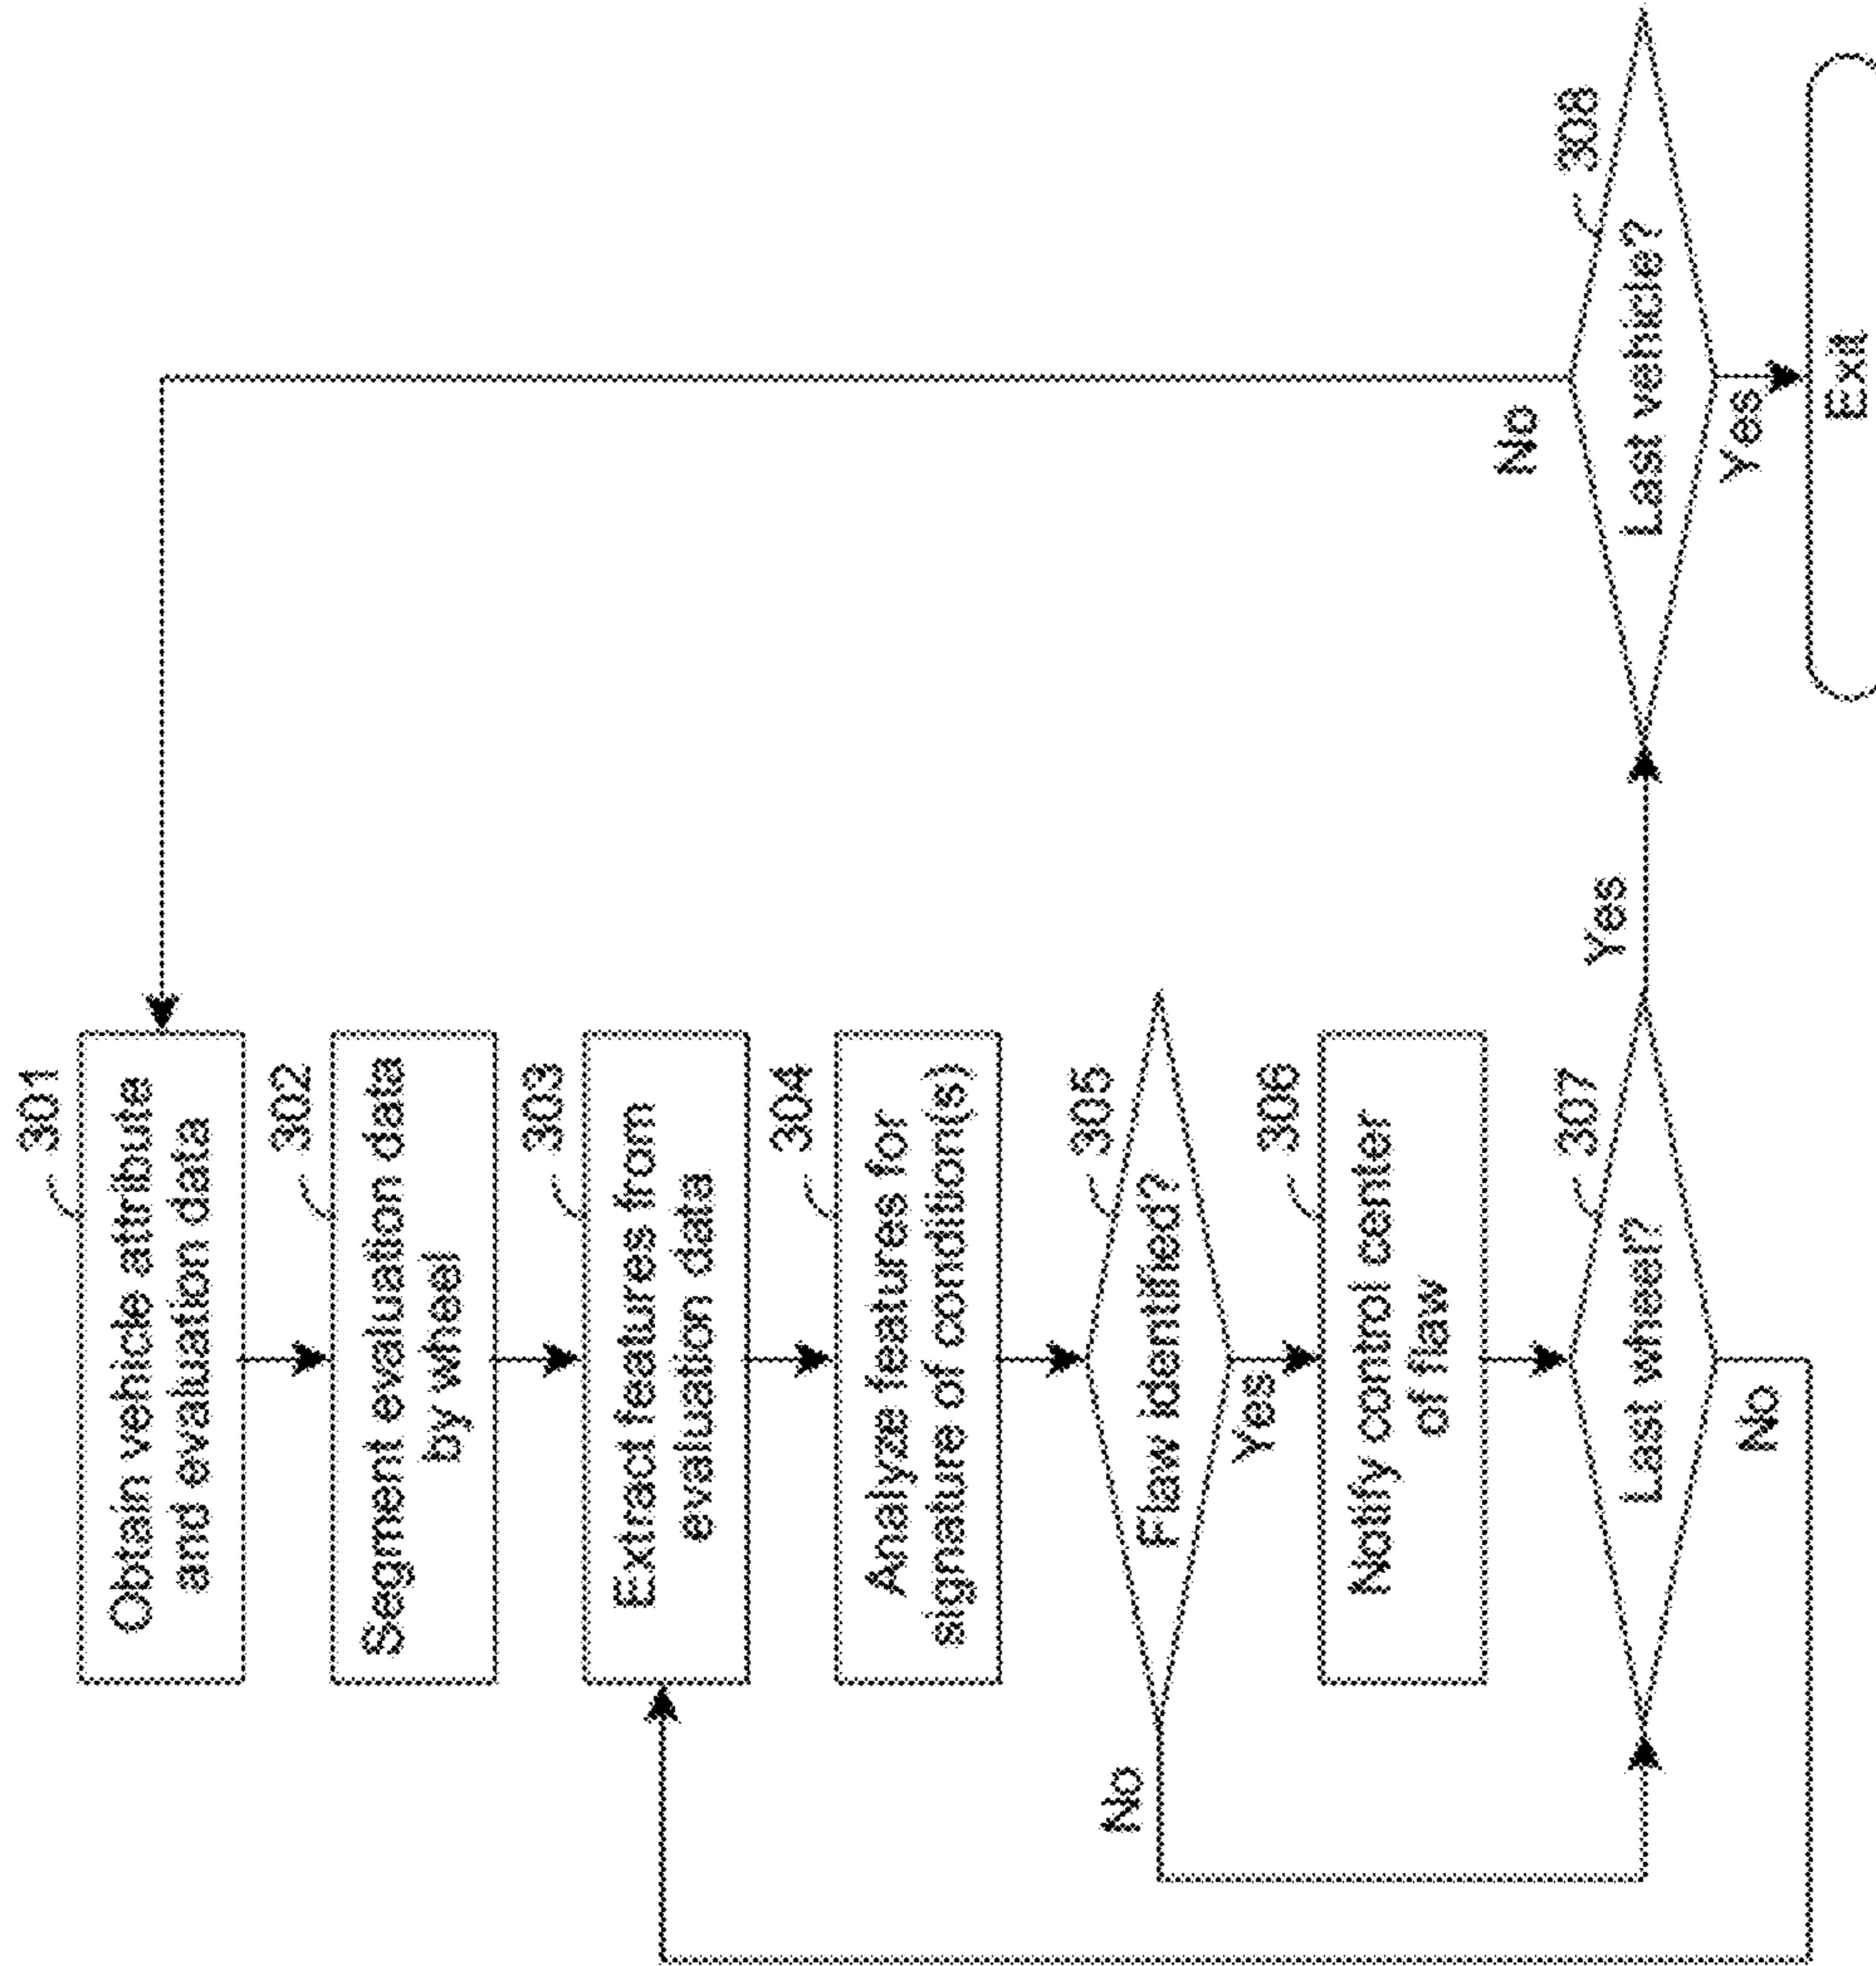 301
Obtain vehicle attribute
and evaluation data
302
Segment evaluation data
by wheel
303
Extract features from
evaluation data
304
Analyze features for
signature of condition(s)
305
Flaw identified?
No
Yes
306
Notify control center
of flaw
307
Last wheel?
No
Yes
308
Last vehicle?
No
Yes
Exit